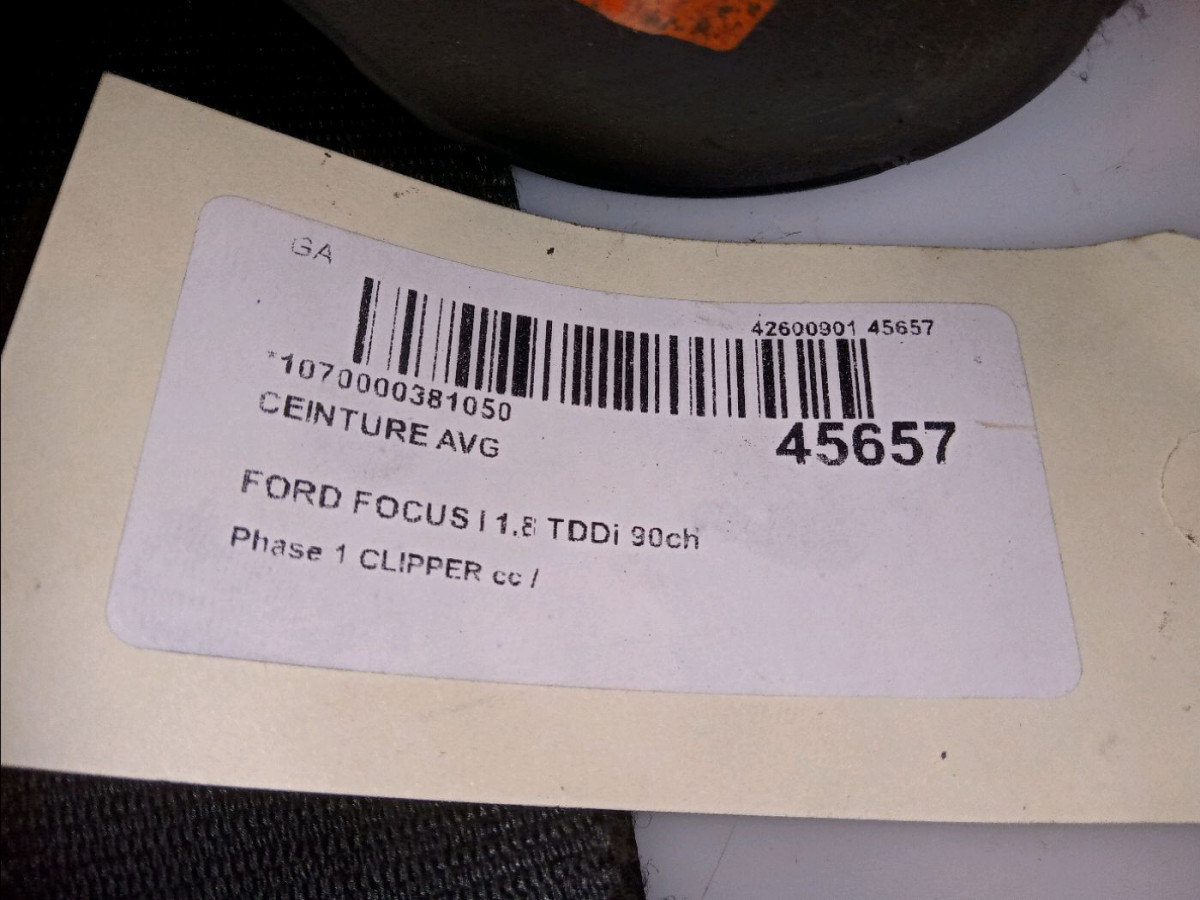 GA
42600901 45657
*1070000381050
45657
CEINTURE AVG
FORD FOCUS I 1.8 TDDi 90ch
Phase 1 CLIPPER cc /